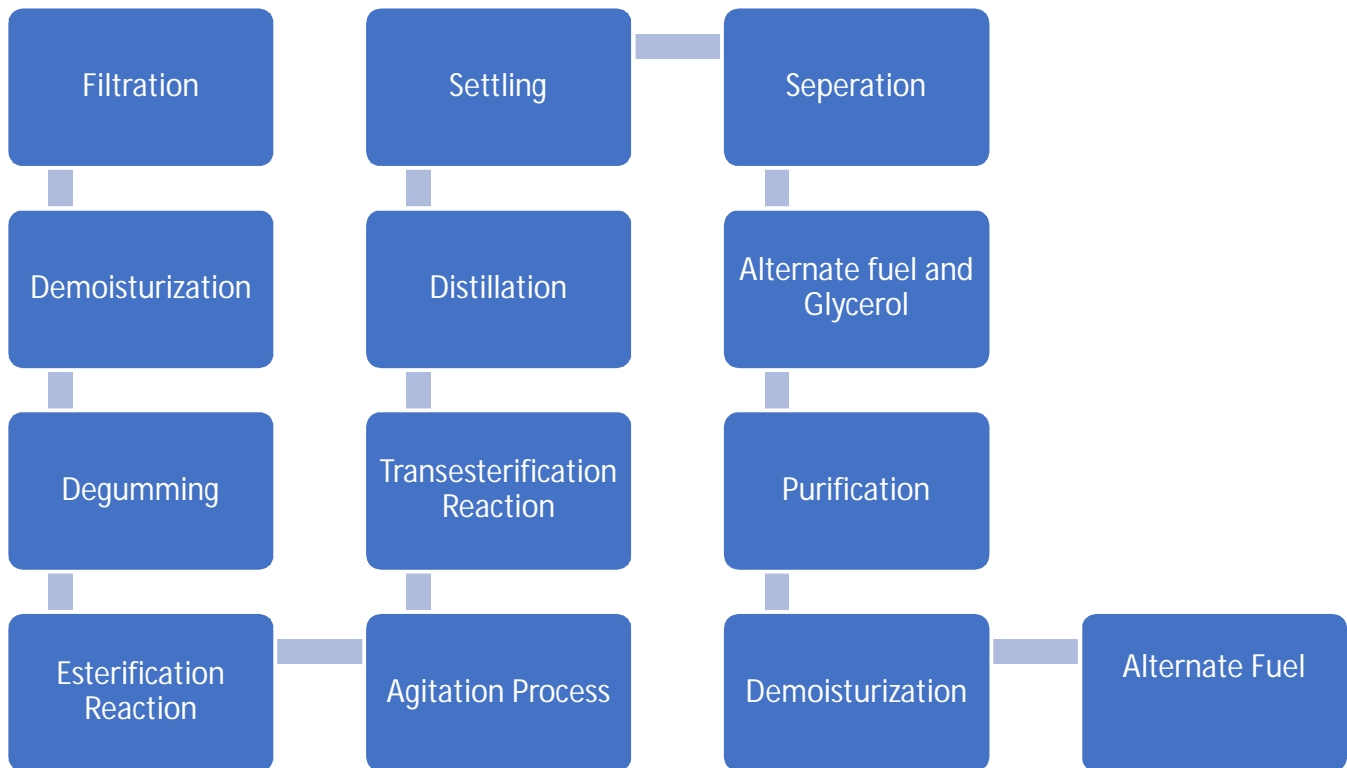 Filtration
Demoisturization
Degumming
Esterification
Reaction
Agitation Process
Transesterification
Reaction
Distillation
Settling
Seperation
Alternate fuel and
Glycerol
Purification
Demoisturization
Alternate Fuel